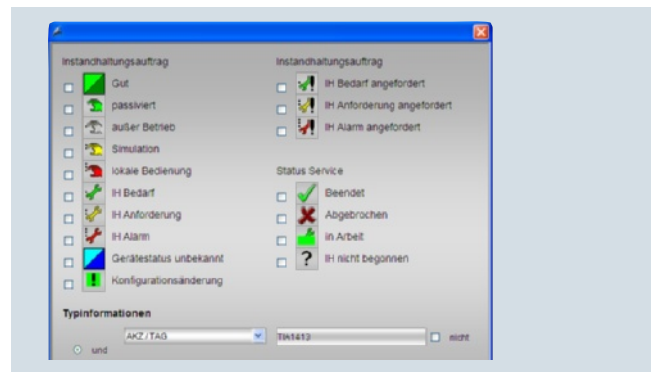 Instandhaltungsauftrag
Gut
passiviert
außer Betrieb
Simulation
lokale Bedienung
IH Bedarf
IH Anforderung
IH Alarm
Gerätestatus unbekannt
Konfigurationsänderung
Instandhaltungsauftrag
IH Bedarf angefordert
IH Anforderung angefordert
IH Alarm angefordert
Status Service
Beendet
Abgebrochen
in Arbeit
IH nicht begonnen
Typinformationen
AKZ / TAG
nicht
und